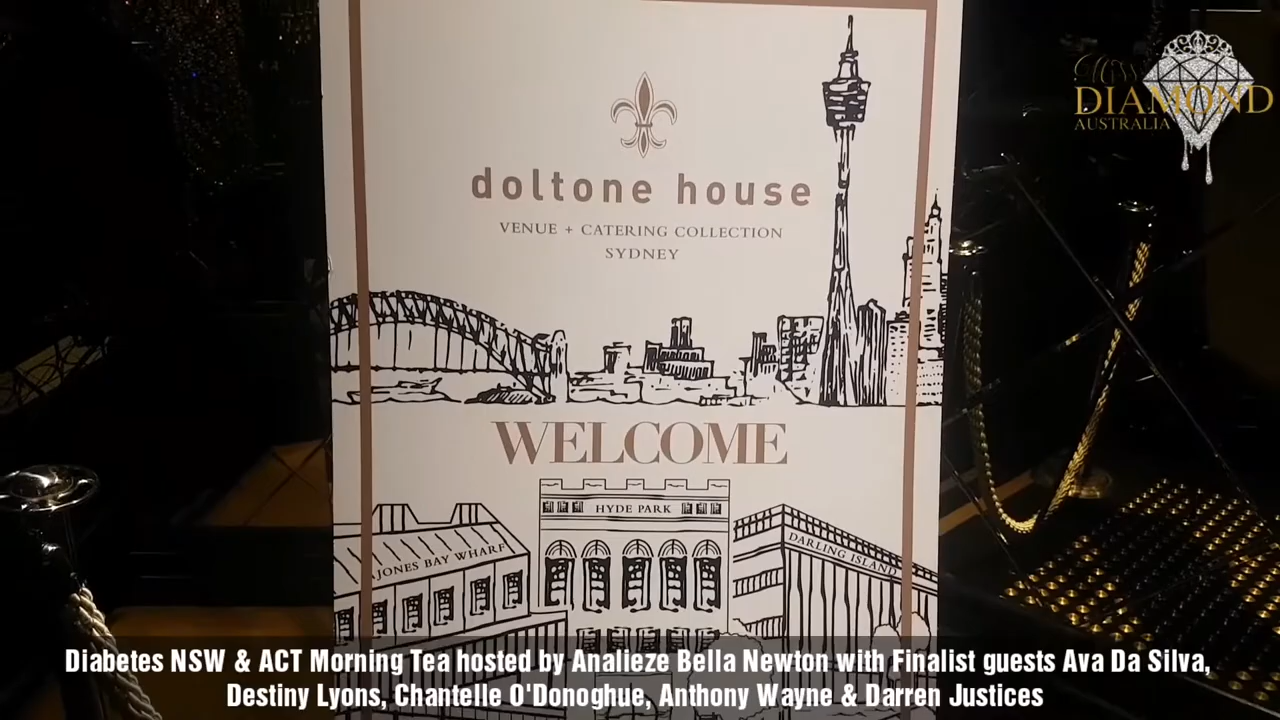 Miss
DIAMOND
AUSTRALIA
doltone house
VENUE + CATERING COLLECTION
SYDNEY
WELCOME
HYDE PARK
JONES BAY WHARF
DARLING ISLAND
Diabetes NSW & ACT Morning Tea hosted by Analieze Bella Newton with Finalist guests Ava Da Silva,
Destiny Lyons, Chantelle O'Donoghue, Anthony Wayne & Darren Justices